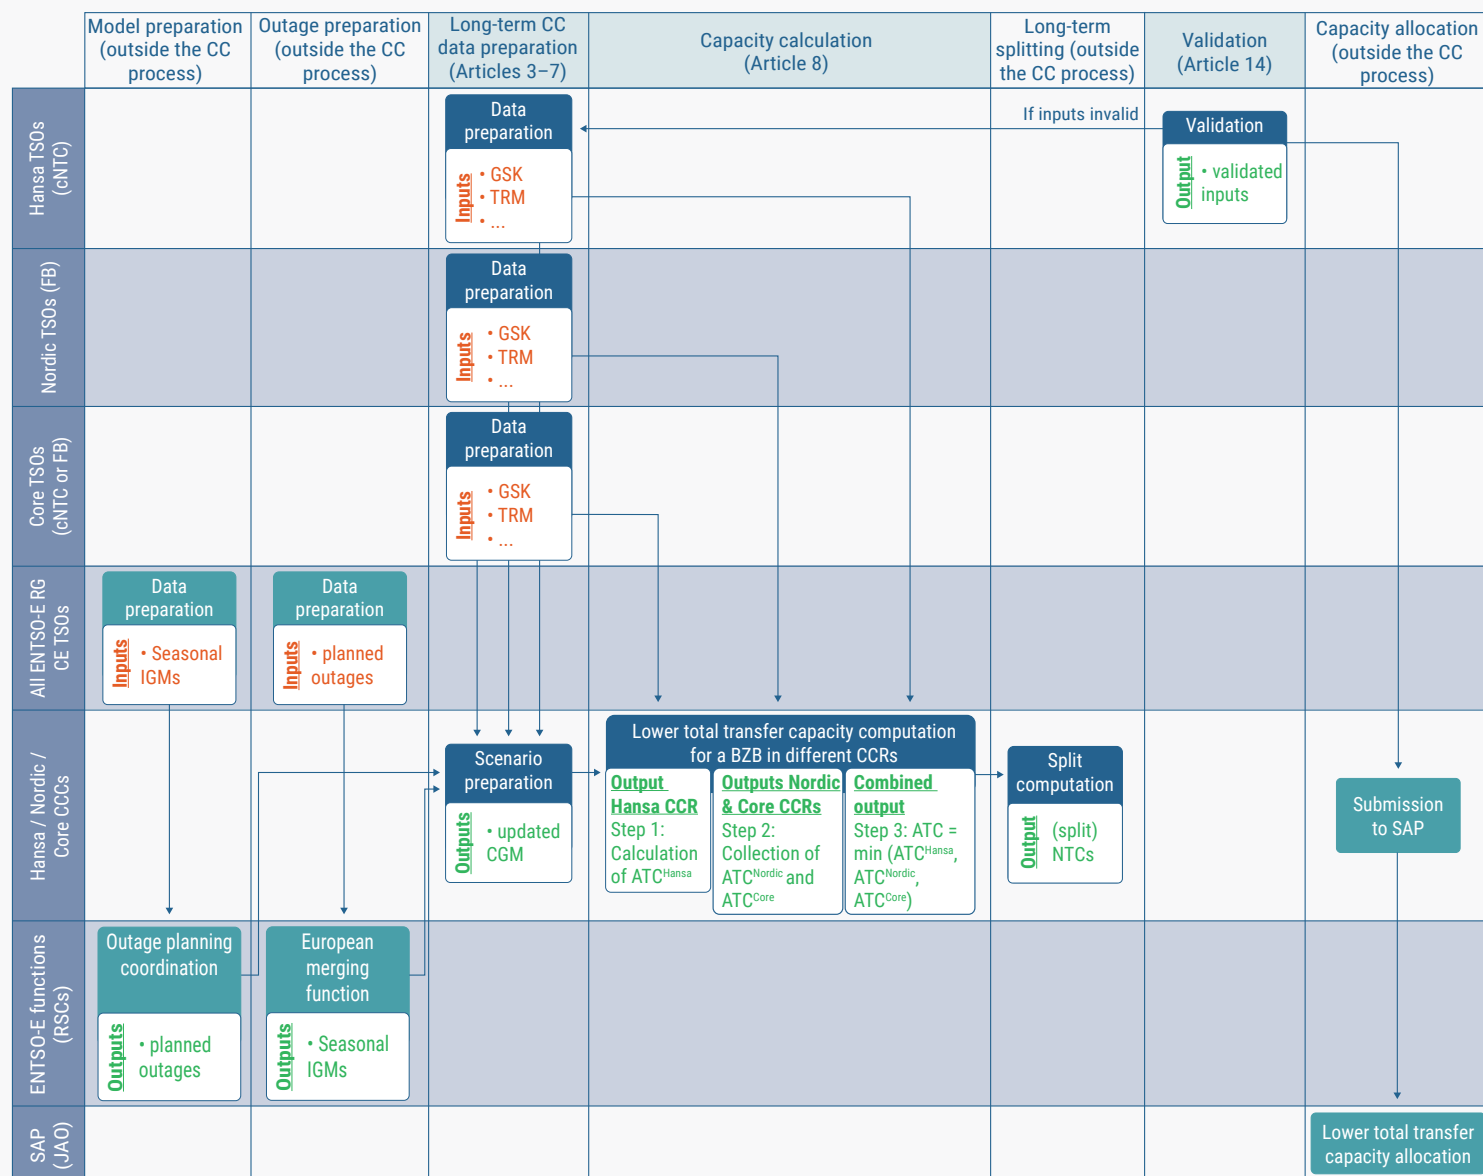 Model preparation
(outside the CC
process)
Outage preparation
(outside the CC
process)
Long-term CC
data preparation
(Articles 3–7)
Capacity calculation
(Article 8)
Long-term
splitting (outside
the CC process)
Validation
(Article 14)
Capacity allocation
(outside the CC
process)
Hansa TSOs
(cNTC)
Data
preparation
Inputs
• GSK
• TRM
• ...
If inputs invalid
Validation
Output
• validated
inputs
Nordic TSOs (FB)
Data
preparation
Inputs
• GSK
• TRM
• ...
Core TSOs
(cNTC or FB)
Data
preparation
Inputs
• GSK
• TRM
• ...
All ENTSO-E RG
CE TSOs
Data
preparation
Inputs
• Seasonal
IGMs
Data
preparation
Inputs
• planned
outages
Hansa / Nordic /
Core CCCs
Scenario
preparation
Outputs
• updated
CGM
Lower total transfer capacity computation
for a BZB in different CCRs
Output
Hansa CCR
Step 1:
Calculation
of ATCHansa
Outputs Nordic
& Core CCRs
Step 2:
Collection of
ATCNordic and
ATCCore
Combined
output
Step 3: ATC =
min (ATCHansa,
ATCNordic,
ATCCore)
Split
computation
Output
(split)
NTCs
Submission
to SAP
ENTSO-E functions
(RSCs)
Outage planning
coordination
Outputs
• planned
outages
European
merging
function
Outputs
• Seasonal
IGMs
SAP
(JAO)
Lower total transfer
capacity allocation